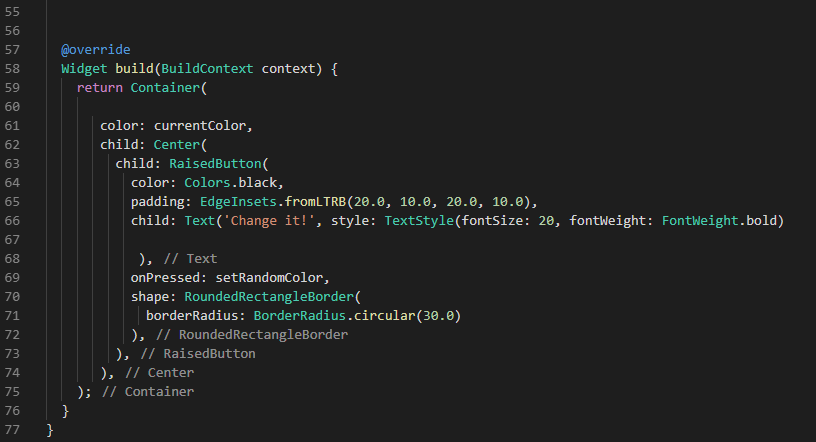 55
56
57 @override
58 Widget build(BuildContext context) {
59 return Container(
60
61 color: currentColor,
62 child: Center(
63 child: RaisedButton(
64 color: Colors.black,
65 padding: EdgeInsets.fromLTRB(20.0, 10.0, 20.0, 10.0),
66 child: Text('Change it!', style: TextStyle(fontSize: 20, fontWeight: FontWeight.bold)
67
68 ), // Text
69 onPressed: setRandomColor,
70 shape: RoundedRectangleBorder(
71 borderRadius: BorderRadius.circular(30.0)
72 ), // RoundedRectangleBorder
73 ), // RaisedButton
74 ), // Center
75 ); // Container
76 }
77 }